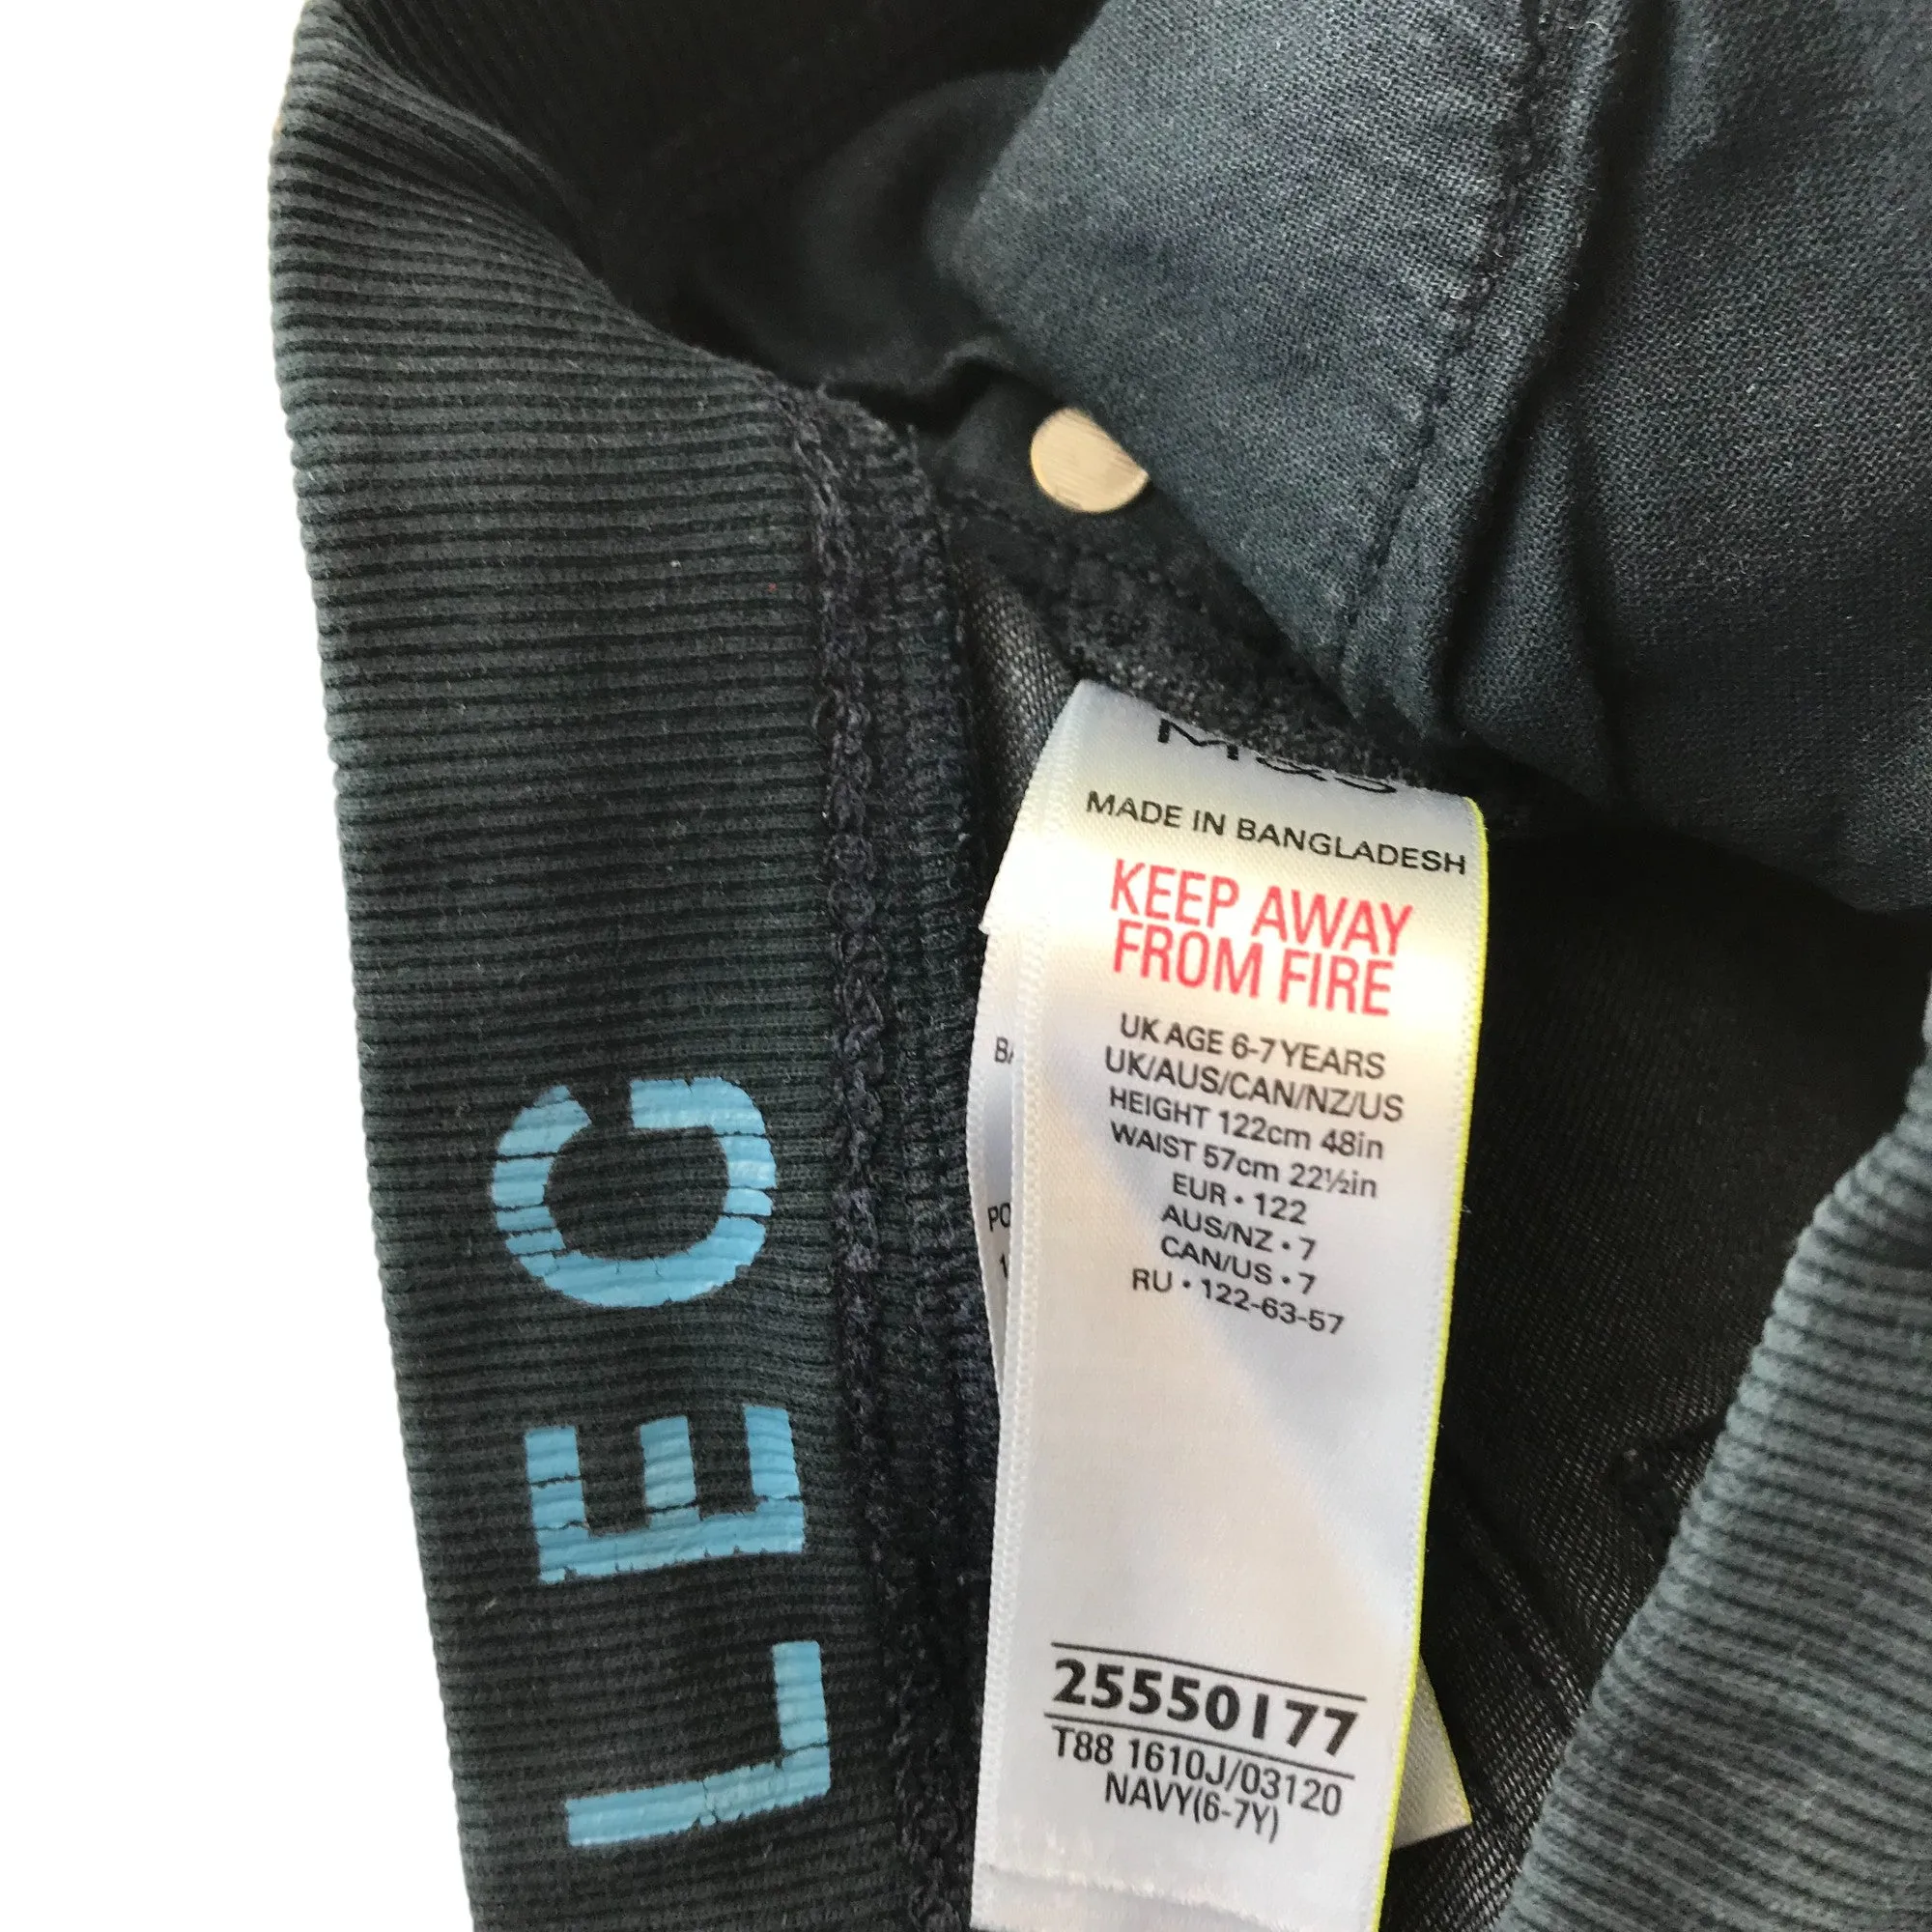 M&S
MADE IN BANGLADESH
KEEP AWAY
FROM FIRE
UK AGE 6-7 YEARS
UK/AUS/CAN/NZ/US
HEIGHT 122cm 48in
WAIST 57cm 22½in
EUR • 122
AUS/NZ • 7
CAN/US • 7
RU • 122-63-57
25550177
T88 1610J/03120
NAVY(6-7Y)
LEG